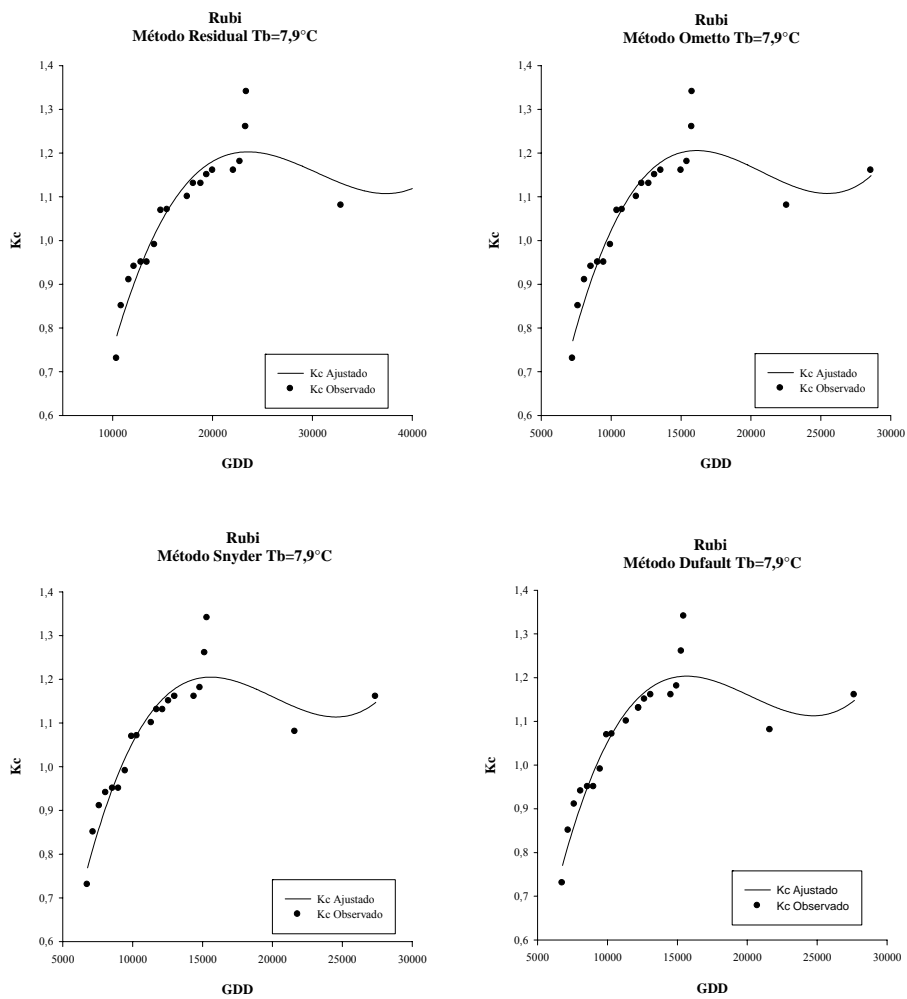 Rubi
Método Residual Tb=7,9°C
1,4
1,3
1,2
1,1
1,0
0,9
0,8
0,7
0,6
Kc
Kc Ajustado
Kc Observado
10000 20000 30000 40000
GDD
Rubi
Método Ometto Tb=7,9°C
1,4
1,3
1,2
1,1
1,0
0,9
0,8
0,7
0,6
Kc
Kc Ajustado
Kc Observado
5000 10000 15000 20000 25000 30000
GDD
Rubi
Método Snyder Tb=7,9°C
1,4
1,3
1,2
1,1
1,0
0,9
0,8
0,7
0,6
Kc
Kc Ajustado
Kc Observado
5000 10000 15000 20000 25000 30000
GDD
Rubi
Método Dufault Tb=7,9°C
1,4
1,3
1,2
1,1
1,0
0,9
0,8
0,7
0,6
Kc
Kc Ajustado
Kc Observado
5000 10000 15000 20000 25000 30000
GDD